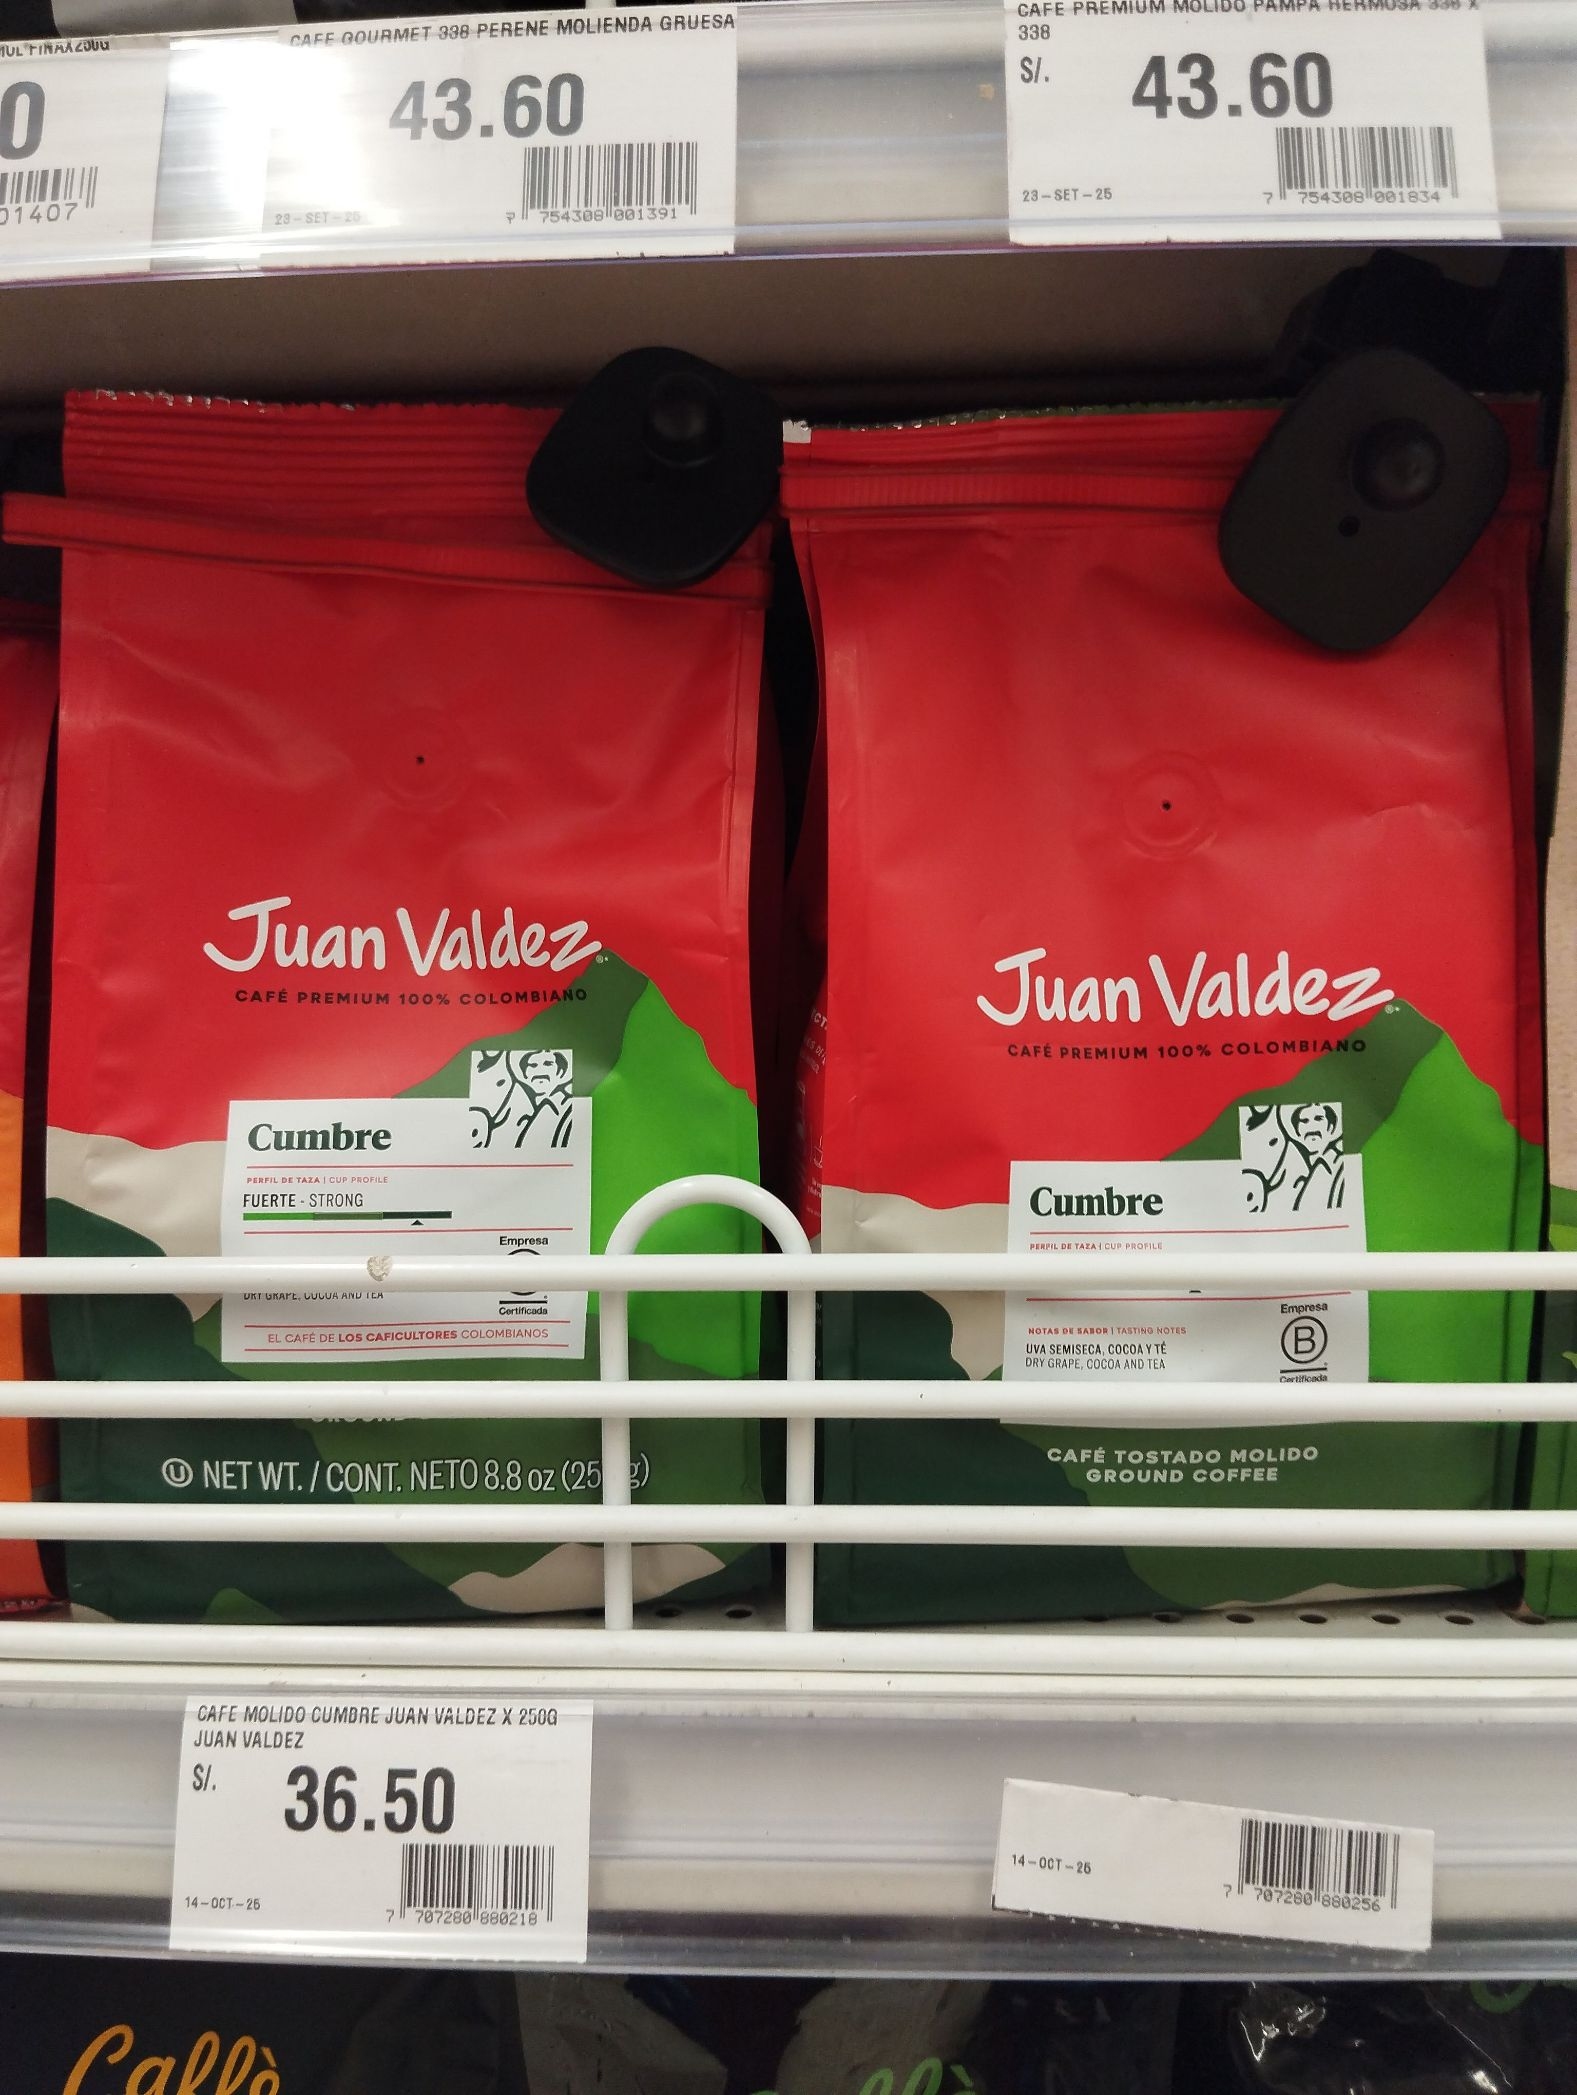 CAFE GOURMET 338 PERENE MOLIENDA GRUESA
43.60
23-SET-25
7 754308 001391
CAFE PREMIUM MOLIDO PAMPA HERMOSA 338 X
338
S/. 43.60
23-SET-25
7 754308 001834
0
01407
Juan Valdez
CAFÉ PREMIUM 100% COLOMBIANO
Cumbre
PERFIL DE TAZA | CUP PROFILE
FUERTE - STRONG
Empresa
DRY GRAPE, COCOA AND TEA
Certificada
EL CAFÉ DE LOS CAFICULTORES COLOMBIANOS
U NET WT. / CONT. NETO 8.8 oz (25 g)
Juan Valdez
CAFÉ PREMIUM 100% COLOMBIANO
Cumbre
PERFIL DE TAZA | CUP PROFILE
Empresa
B
Certificada
NOTAS DE SABOR | TASTING NOTES
UVA SEMISECA, COCOA Y TÉ
DRY GRAPE, COCOA AND TEA
CAFÉ TOSTADO MOLIDO
GROUND COFFEE
CAFE MOLIDO CUMBRE JUAN VALDEZ X 250G
JUAN VALDEZ
S/. 36.50
14-OCT-25
7 707280 880218
14-OCT-25
7 707280 880256
Caffè